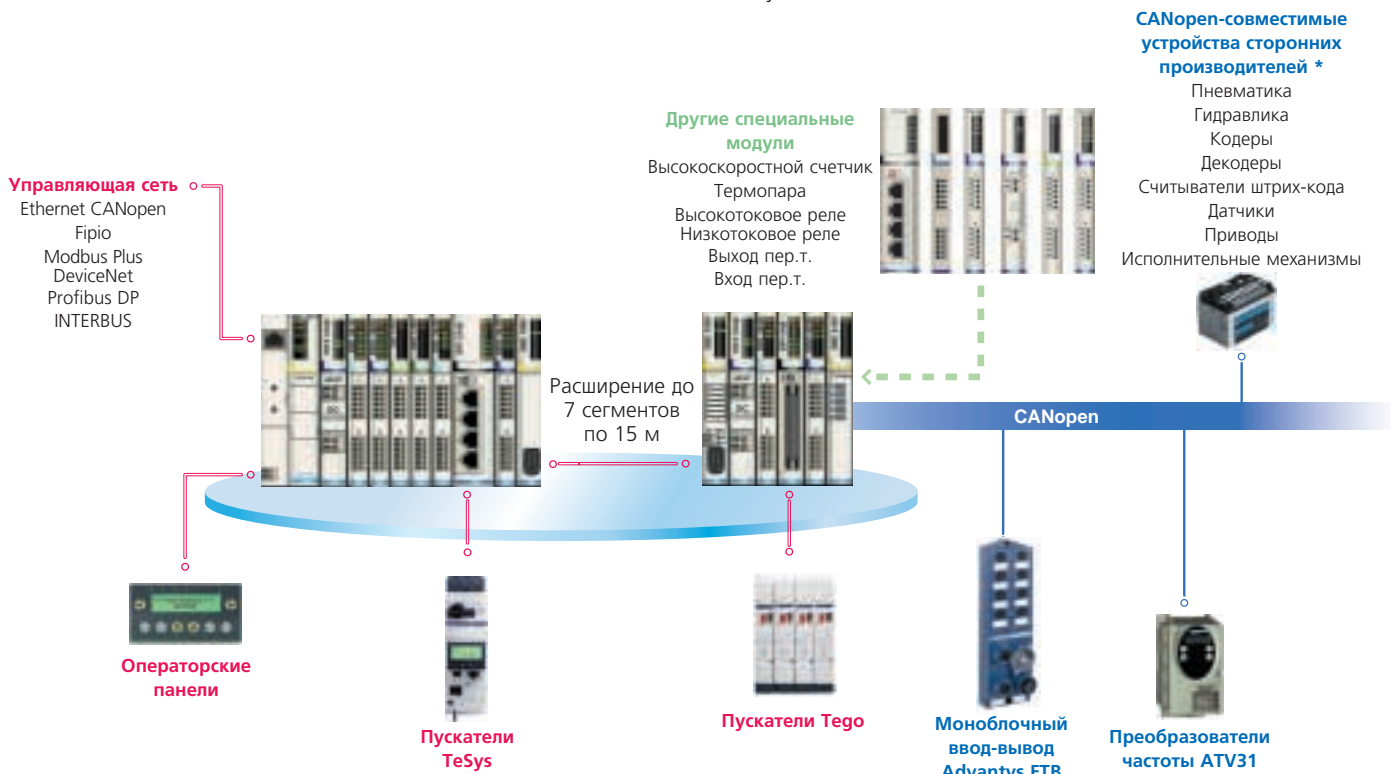 CANopen-совместимые
устройства сторонних
производителей *
Пневматика
Гидравлика
Кодеры
Декодеры
Считыватели штрих-кода
Датчики
Приводы
Исполнительные механизмы
Другие специальные
модули
Высокоскоростной счетчик
Термопара
Высокотоковое реле
Низкотоковое реле
Выход пер.т.
Вход пер.т.
Управляющая сеть
Ethernet CANopen
Fipio
Modbus Plus
DeviceNet
Profibus DP
INTERBUS
Расширение до
7 сегментов
по 15 м
CANopen
Операторские
панели
Пускатели
TeSys
Пускатели Tego
Моноблочный
ввод-вывод
Advantys FTB
Преобразователи
частоты ATV31